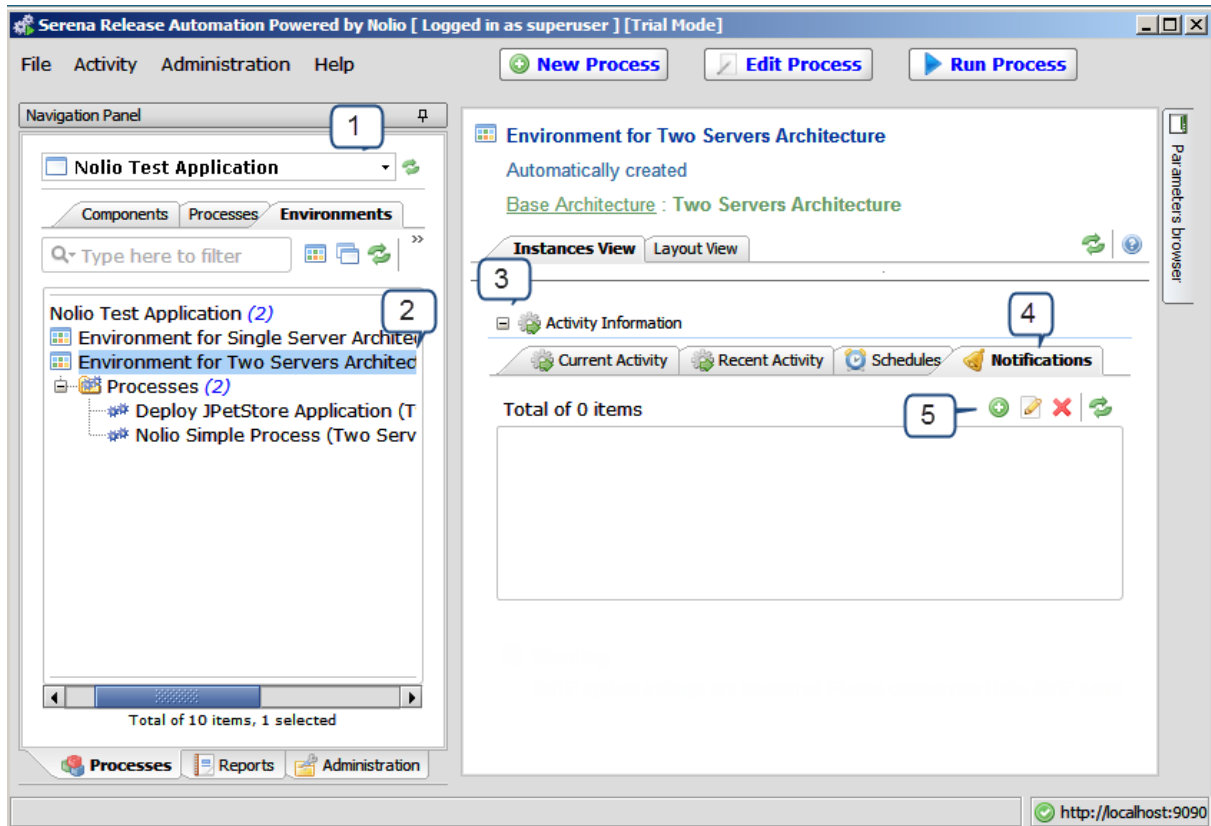 Serena Release Automation Powered by Nolio [ Logged in as superuser ] [Trial Mode]
File Activity Administration Help
New Process Edit Process Run Process
Navigation Panel
1
Nolio Test Application
Components Processes Environments
Type here to filter
»
2
Nolio Test Application (2)
Environment for Single Server Archite
Environment for Two Servers Architec
Processes (2)
Deploy JPetStore Application (T
Nolio Simple Process (Two Serv
Total of 10 items, 1 selected
Processes Reports Administration
Environment for Two Servers Architecture
Automatically created
Base Architecture : Two Servers Architecture
Instances View Layout View
3
Activity Information
4
Current Activity Recent Activity Schedules Notifications
Total of 0 items
5
Parameters browser
http://localhost:9090